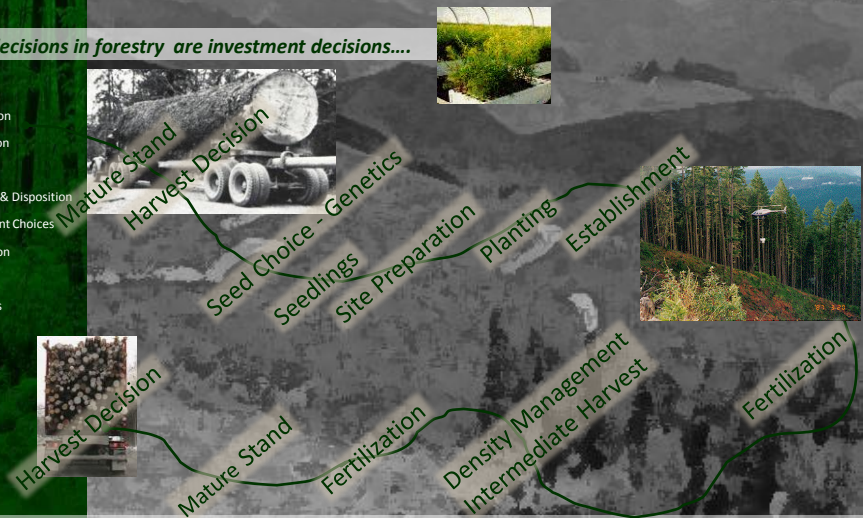 ecisions in forestry are investment decisions....
on
on
& Disposition
nt Choices
on
s
Mature Stand
Harvest Decision
Seed Choice - Genetics
Seedlings
Site Preparation
Planting
Establishment
Fertilization
Density Management
Intermediate Harvest
Fertilization
Mature Stand
Harvest Decision